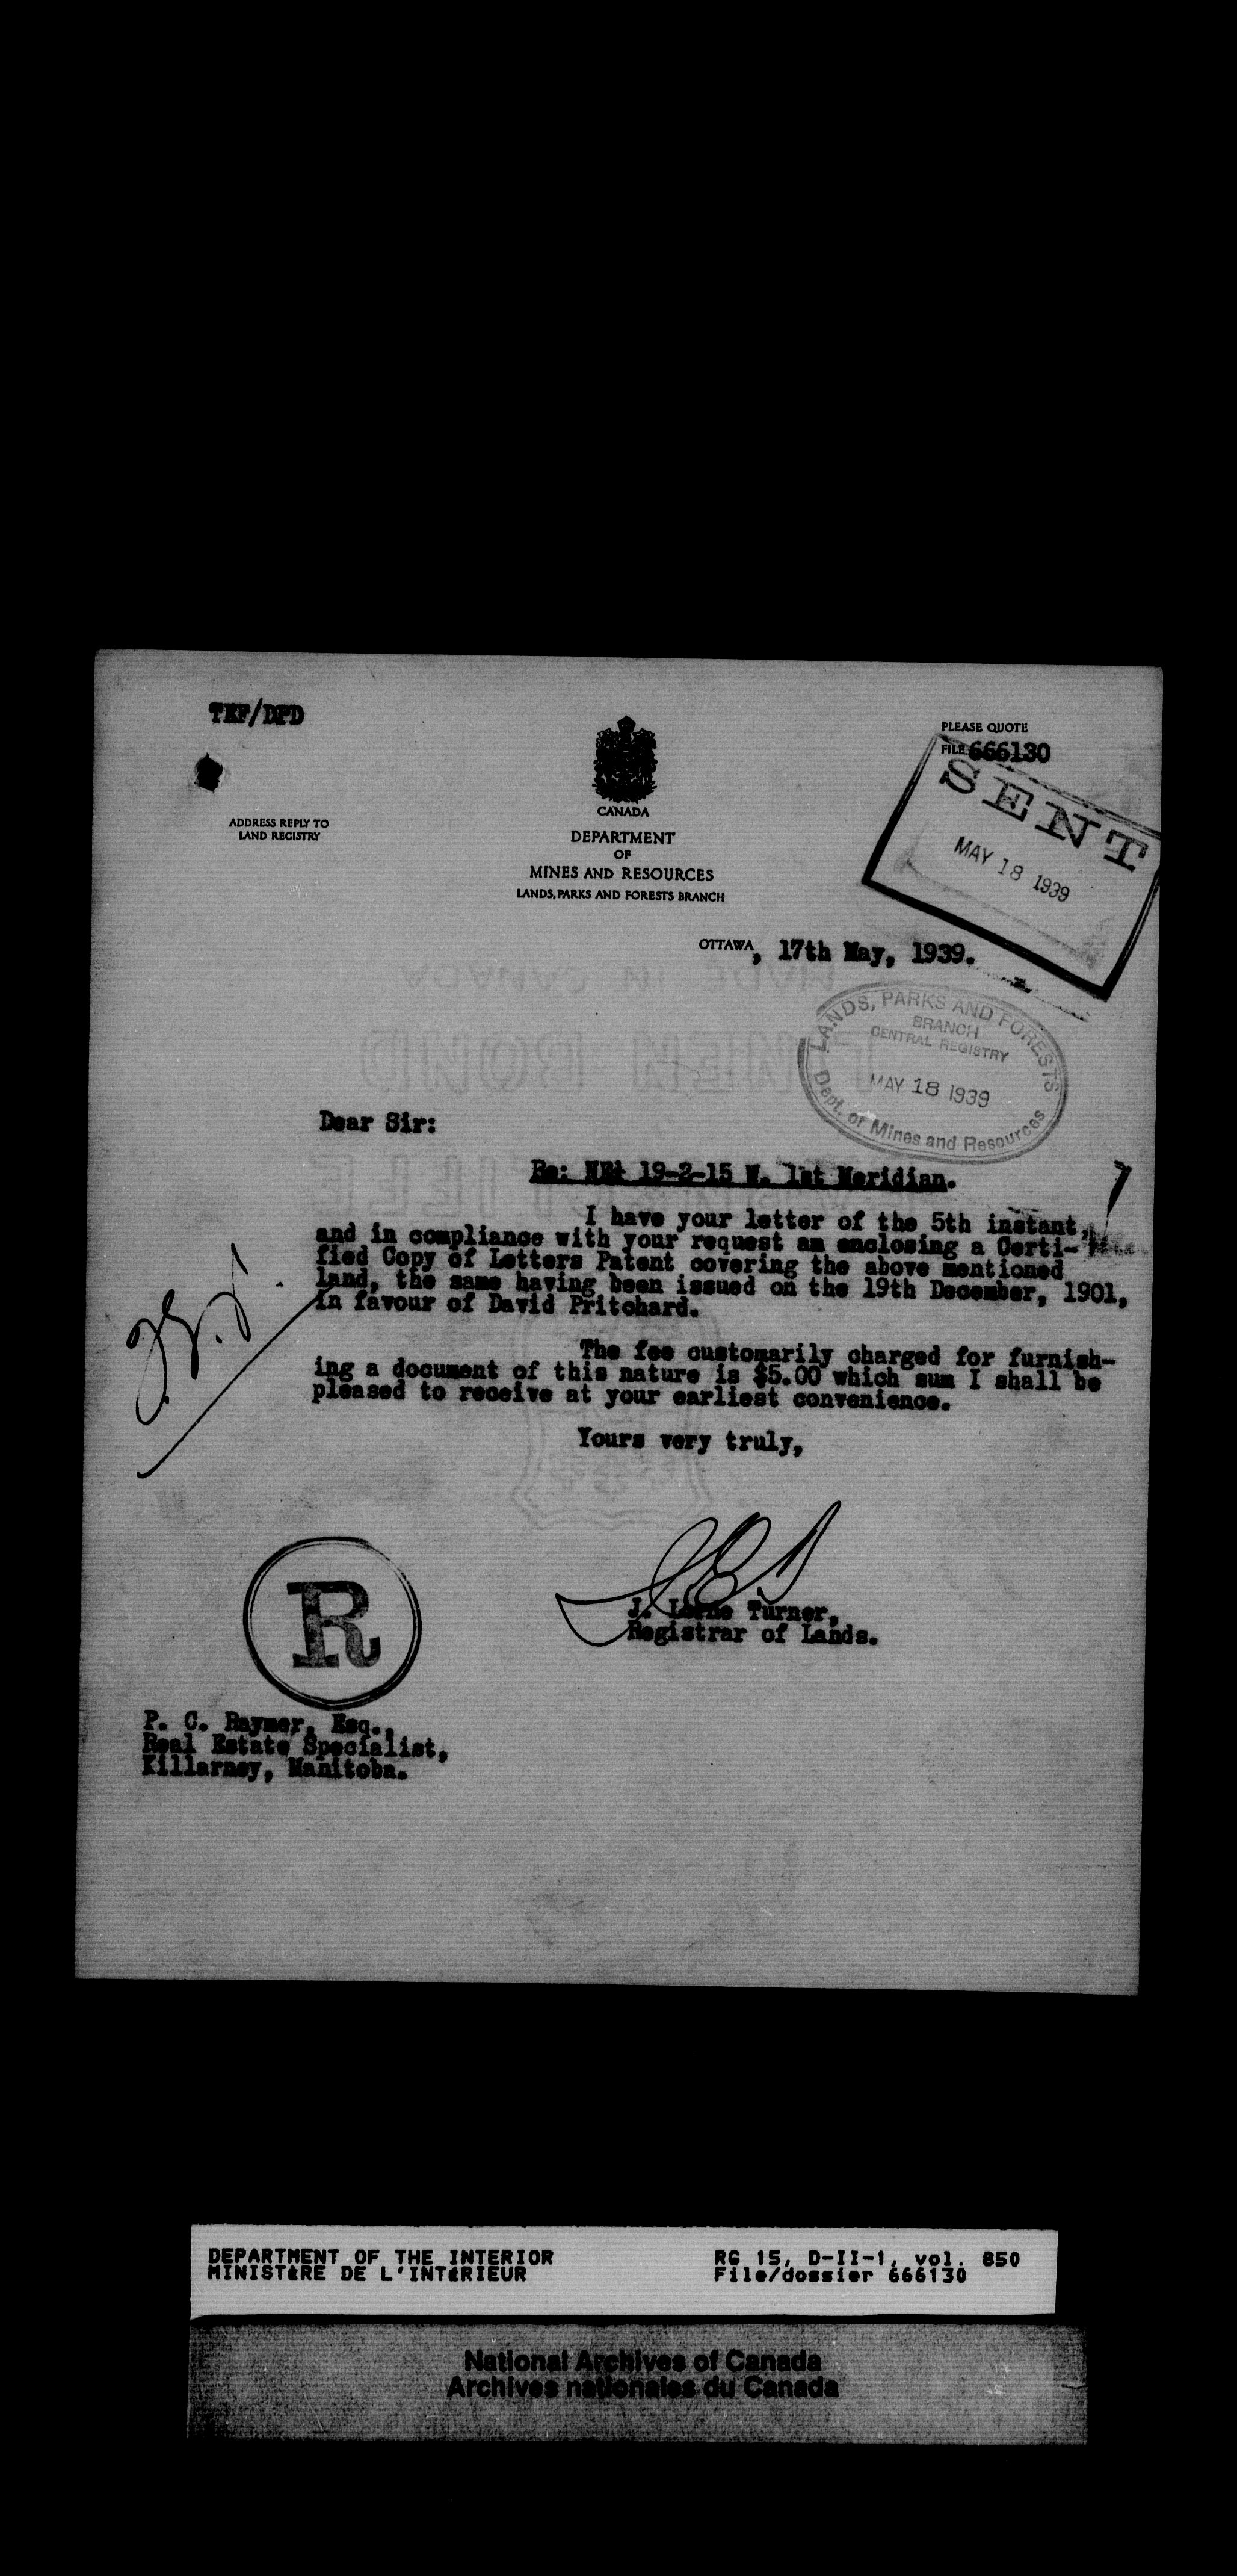 TEF/DPD
PLEASE QUOTE
FILE 666130
SENT
MAY 18 1939
CANADA
ADDRESS REPLY TO
LAND REGISTRY
DEPARTMENT
OF
MINES AND RESOURCES
LANDS, PARKS AND FORESTS BRANCH
OTTAWA, 17th May, 1939.
MADE IN CANADA
LINEN BOND
LANDS, PARKS AND FORESTS
BRANCH
CENTRAL REGISTRY
MAY 18 1939
Dept. of Mines and Resources
Dear Sir:
Re: NE¼ 19-2-15 W. 1st Meridian.
I have your letter of the 5th instant,
and in compliance with your request am enclosing a Certi-
fied Copy of Letters Patent covering the above mentioned
land, the same having been issued on the 19th December, 1901,
in favour of David Pritchard.
The fee customarily charged for furnish-
ing a document of this nature is $5.00 which sum I shall be
pleased to receive at your earliest convenience.
Yours very truly,
J. Lorne Turner,
Registrar of Lands.
R
P. C. Raymer, Esq.,
Real Estate Specialist,
Killarney, Manitoba.
DEPARTMENT OF THE INTERIOR
MINISTÈRE DE L'INTÉRIEUR
RG 15, D-II-1, vol. 850
File/dossier 666130
National Archives of Canada
Archives nationales du Canada